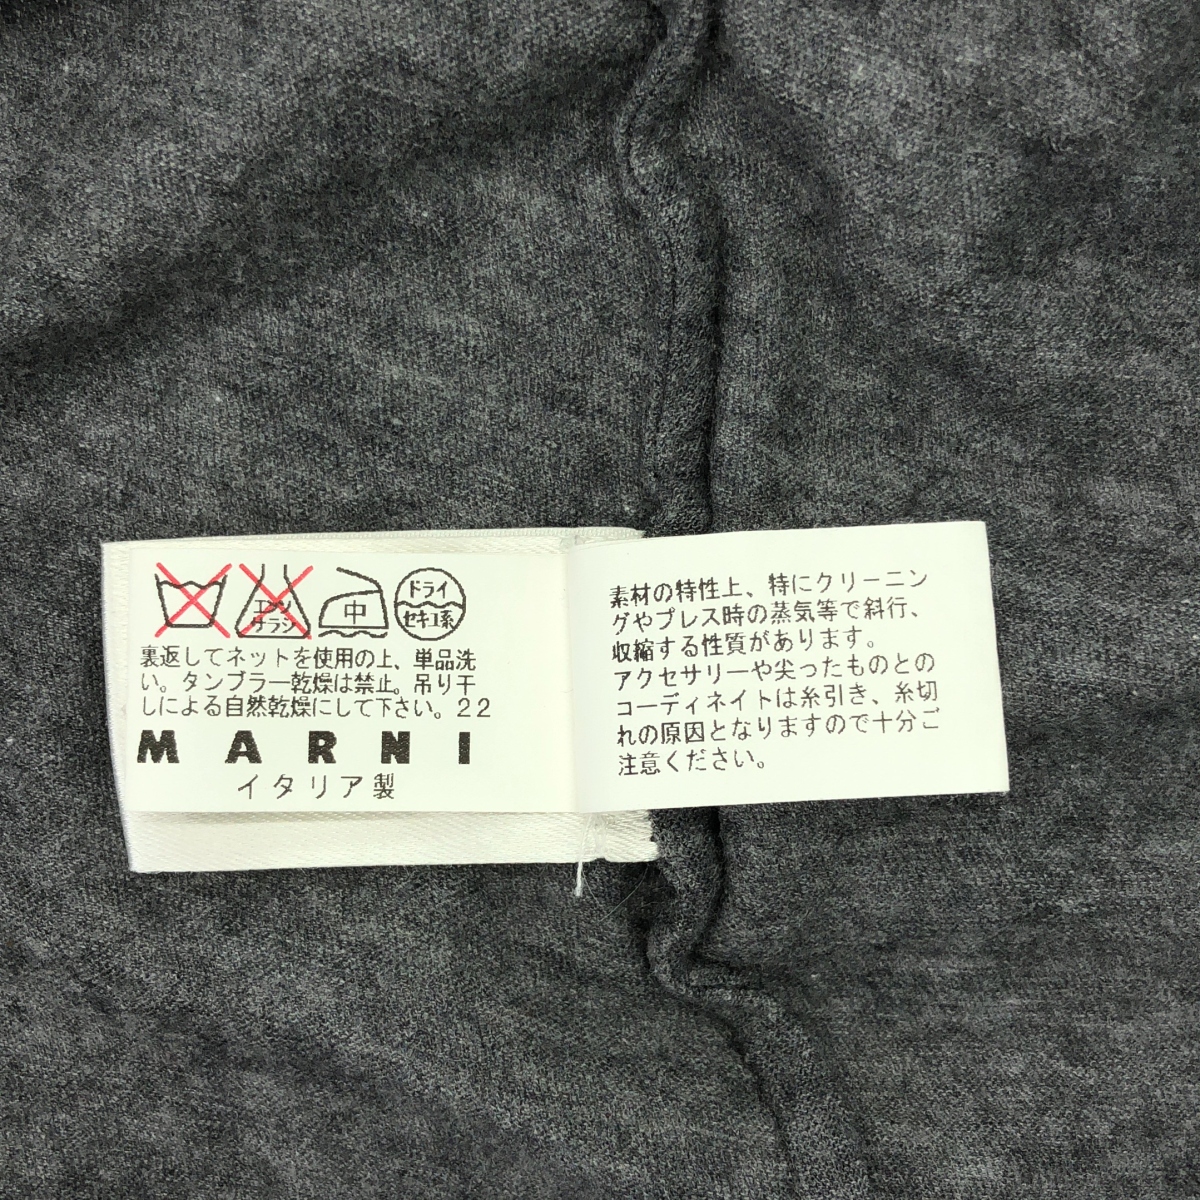 エンソ
サラシ
中
ドライ
セキユ系
裏返してネットを使用の上、単品洗
い。タンブラー乾燥は禁止。吊り干
しによる自然乾燥にして下さい。22
MARNI
イタリア製
素材の特性上、特にクリーニン
グやプレス時の蒸気等で斜行、
収縮する性質があります。
アクセサリーや尖ったものとの
コーディネイトは糸引き、糸切
れの原因となりますので十分ご
注意ください。